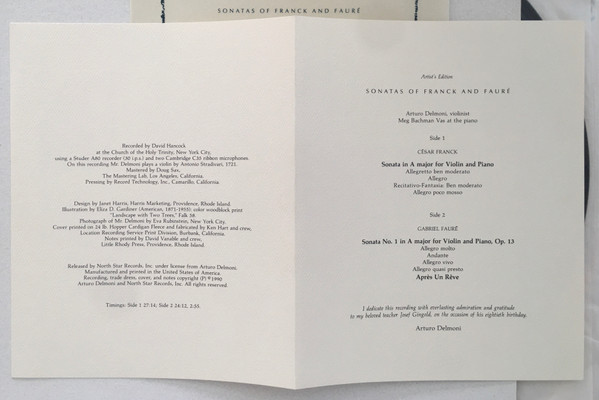 SONATAS OF FRANCK AND FAURÉ
Recorded by David Hancock
at the Church of the Holy Trinity, New York City,
using a Studer A80 recorder (30 i.p.s.) and two Cambridge C35 ribbon microphones.
On this recording Mr. Delmoni plays a violin by Antonio Stradivari, 1721.
Mastered by Doug Sax,
The Mastering Lab, Los Angeles, California.
Pressing by Record Technology, Inc., Camarillo, California
Design by Janet Harris, Harris Marketing, Providence, Rhode Island.
Illustration by Eliza D. Gardiner (American, 1871-1955): color woodblock print
"Landscape with Two Trees," Fall 38.
Photograph of Mr. Delmoni by Eva Rubinstein, New York City,
Cover printed on 24 lb. Hopper Cardigan Fleece and fabricated by Ken Hart and crew,
Location Recording Service Print Division, Burbank, California.
Notes printed by David Variable and crew,
Little Rhody Press, Providence, Rhode Island.
Released by North Star Records, Inc. under license from Arturo Delmoni.
Manufactured and printed in the United States of America.
Recording, trade dress, cover, and notes copyright (P) ® 1990
Arturo Delmoni and North Star Records, Inc. All rights reserved.
Timings: Side 1 27:14; Side 2 24:12, 2:55.
Artist's Edition
SONATAS OF FRANCK AND FAURÉ
Arturo Delmoni, violinist
Meg Bachman Vas at the piano
Side 1
CÉSAR FRANCK
Sonata in A major for Violin and Piano
Allegretto ben moderato
Allegro
Recitativo-Fantasia: Ben moderato
Allegro poco mosso
Side 2
GABRIEL FAURÉ
Sonata No. 1 in A major for Violin and Piano, Op. 13
Allegro molto
Andante
Allegro vivo
Allegro quasi presto
Après Un Rêve
I dedicate this recording with everlasting admiration and gratitude
to my beloved teacher Josef Gingold, on the occasion of his eightieth birthday.
Arturo Delmoni